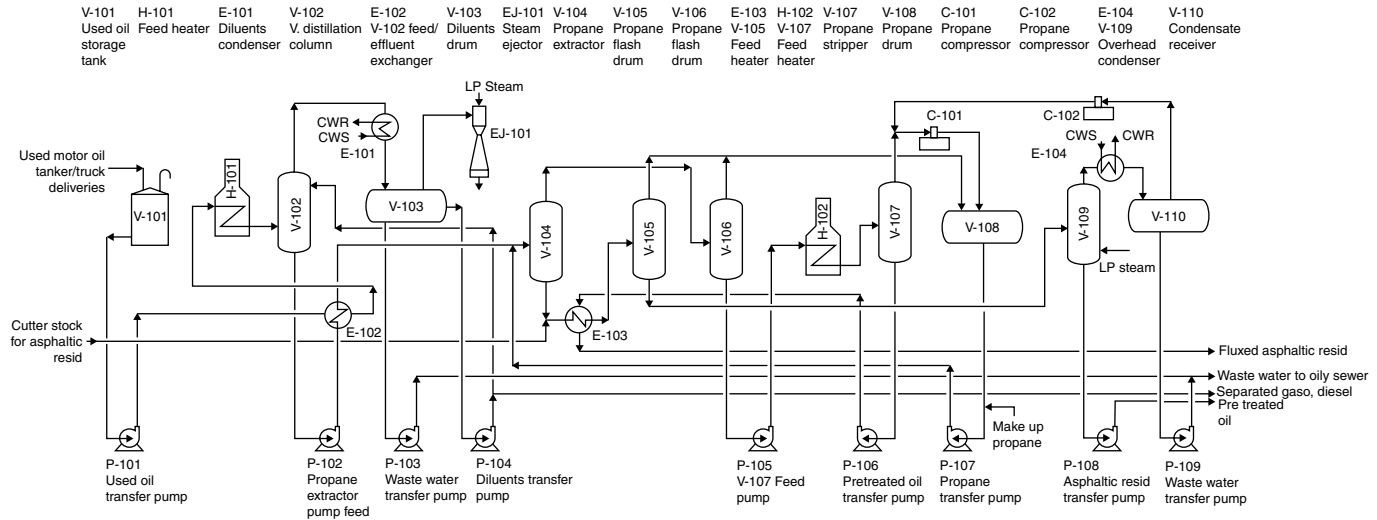 V-101
Used oil
storage
tank
H-101
Feed heater
E-101
Diluents
condenser
V-102
V. distillation
column
E-102
V-102 feed/
effluent
exchanger
V-103
Diluents
drum
EJ-101
Steam
ejector
V-104
Propane
extractor
V-105
Propane
flash
drum
V-106
Propane
flash
drum
E-103
V-105
Feed
heater
H-102
V-107
Feed
heater
V-107
Propane
stripper
V-108
Propane
drum
C-101
Propane
compressor
C-102
Propane
compressor
E-104
V-109
Overhead
condenser
V-110
Condensate
receiver
LP Steam
EJ-101
CWR
CWS
E-101
C-101
C-102
CWS
CWR
E-104
Used motor oil
tanker/truck
deliveries
V-101
H-101
V-102
V-103
V-104
V-105
V-106
H-102
V-107
V-108
V-109
V-110
LP steam
E-102
E-103
Cutter stock
for asphaltic
resid
Fluxed asphaltic resid
Waste water to oily sewer
Separated gaso, diesel
Pre treated
oil
Make up
propane
P-101
Used oil
transfer pump
P-102
Propane
extractor
pump feed
P-103
Waste water
transfer pump
P-104
Diluents transfer
pump
P-105
V-107 Feed
pump
P-106
Pretreated oil
transfer pump
P-107
Propane
transfer pump
P-108
Asphaltic resid
transfer pump
P-109
Waste water
transfer pump